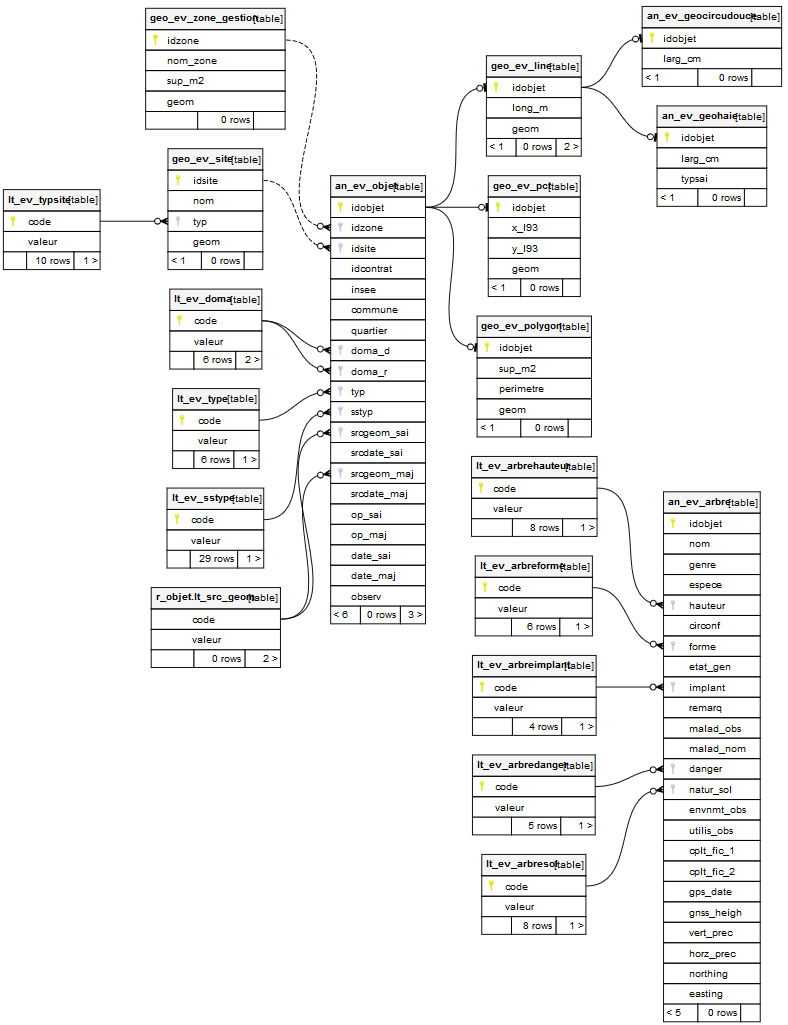 geo_ev_zone_gestion [table]
idzone
nom_zone
sup_m2
geom
0 rows
geo_ev_site [table]
idsite
nom
typ
geom
< 1 0 rows
lt_ev_typsite [table]
code
valeur
10 rows 1 >
lt_ev_doma [table]
code
valeur
6 rows 2 >
lt_ev_type [table]
code
valeur
6 rows 1 >
lt_ev_sstype [table]
code
valeur
29 rows 1 >
r_objet.lt_src_geom [table]
code
valeur
0 rows 2 >
an_ev_objet [table]
idobjet
idzone
idsite
idcontrat
insee
commune
quartier
doma_d
doma_r
typ
sstyp
srcgeom_sai
srcdate_sai
srcgeom_maj
srcdate_maj
op_sai
op_maj
date_sai
date_maj
observ
< 6 0 rows 3 >
geo_ev_line [table]
idobjet
long_m
geom
< 1 0 rows 2 >
geo_ev_pct [table]
idobjet
x_l93
y_l93
geom
< 1 0 rows
geo_ev_polygon [table]
idobjet
sup_m2
perimetre
geom
< 1 0 rows
an_ev_geocircudouce [table]
idobjet
larg_cm
< 1 0 rows
an_ev_geohaie [table]
idobjet
larg_cm
typsai
< 1 0 rows
lt_ev_arbrehauteur [table]
code
valeur
8 rows 1 >
lt_ev_arbreforme [table]
code
valeur
6 rows 1 >
lt_ev_arbreimplant [table]
code
valeur
4 rows 1 >
lt_ev_arbredanger [table]
code
valeur
5 rows 1 >
lt_ev_arbresol [table]
code
valeur
8 rows 1 >
an_ev_arbre [table]
idobjet
nom
genre
espece
hauteur
circonf
forme
etat_gen
implant
remarq
malad_obs
malad_nom
danger
natur_sol
envnmt_obs
utilis_obs
cplt_fic_1
cplt_fic_2
gps_date
gnss_heigh
vert_prec
horz_prec
northing
easting
< 5 0 rows